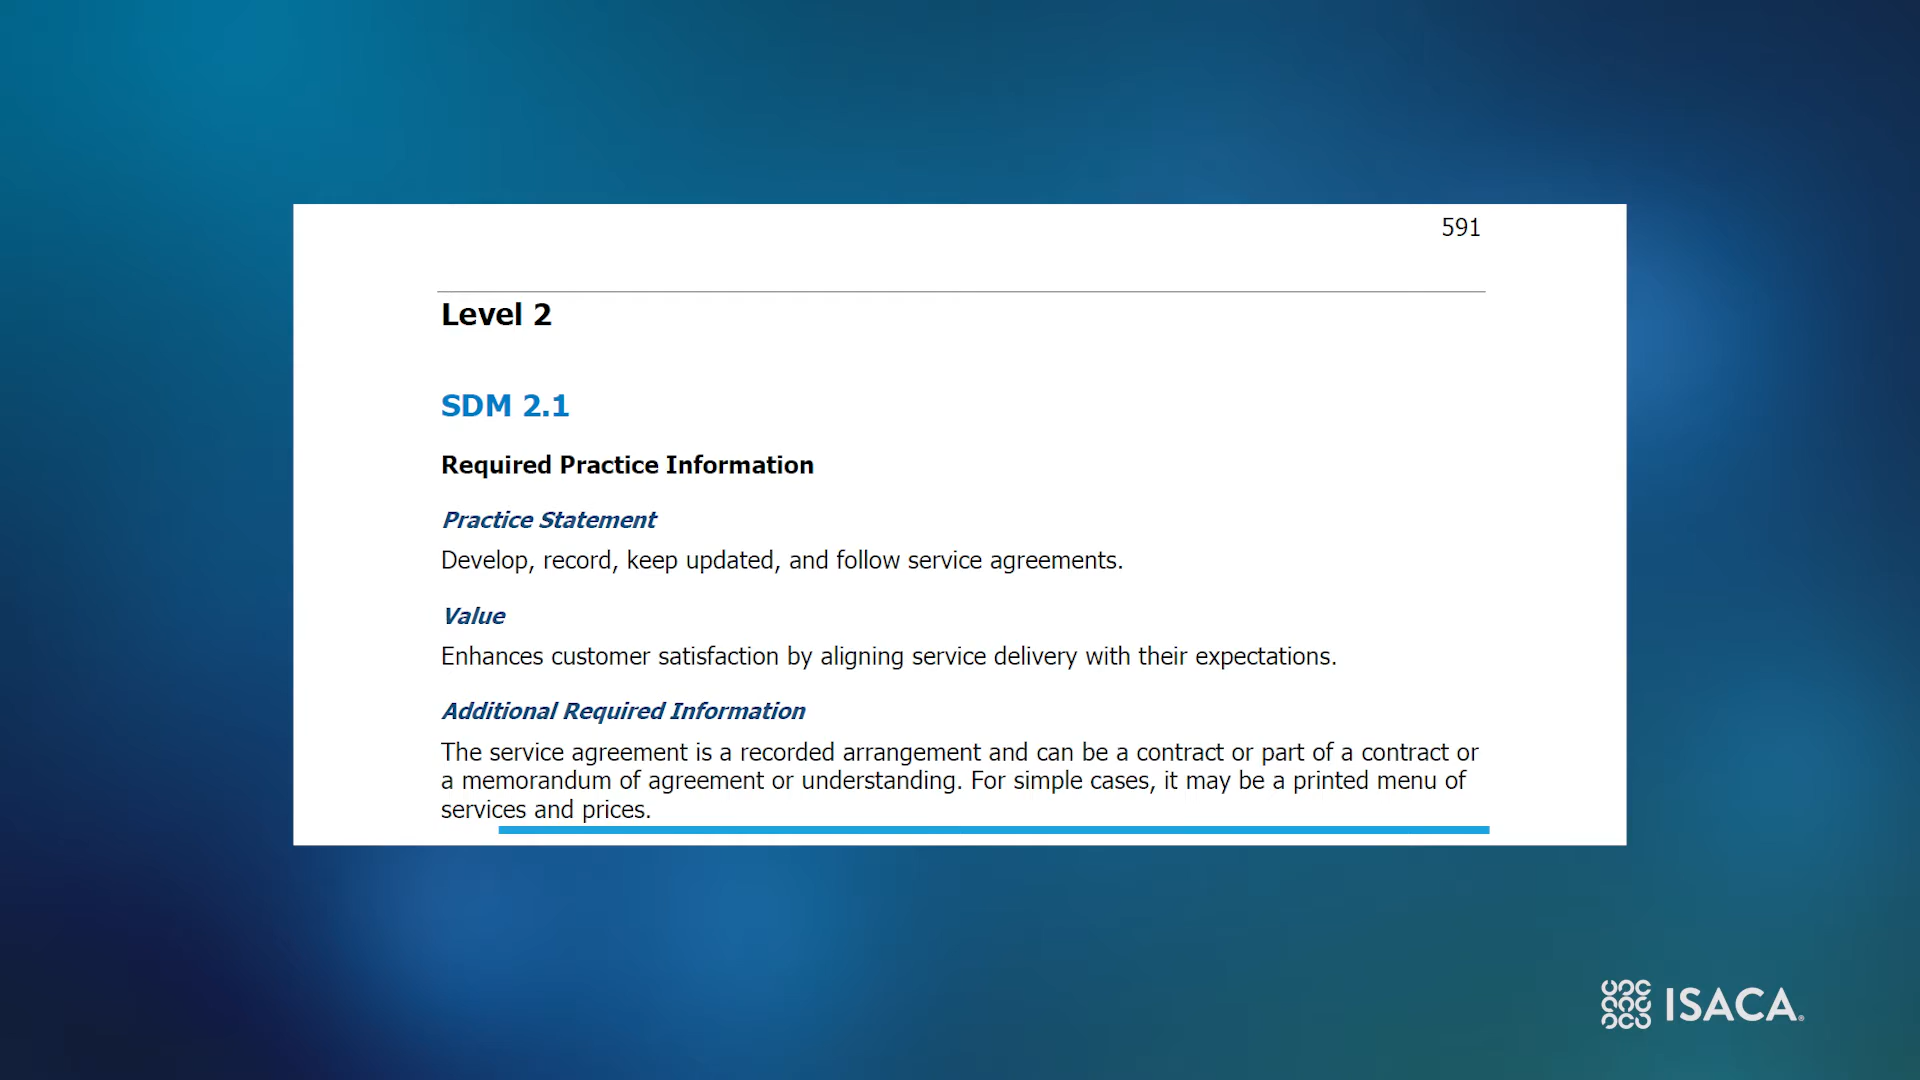 591
Level 2
SDM 2.1
Required Practice Information
Practice Statement
Develop, record, keep updated, and follow service agreements.
Value
Enhances customer satisfaction by aligning service delivery with their expectations.
Additional Required Information
The service agreement is a recorded arrangement and can be a contract or part of a contract or
a memorandum of agreement or understanding. For simple cases, it may be a printed menu of
services and prices.
ISACA®